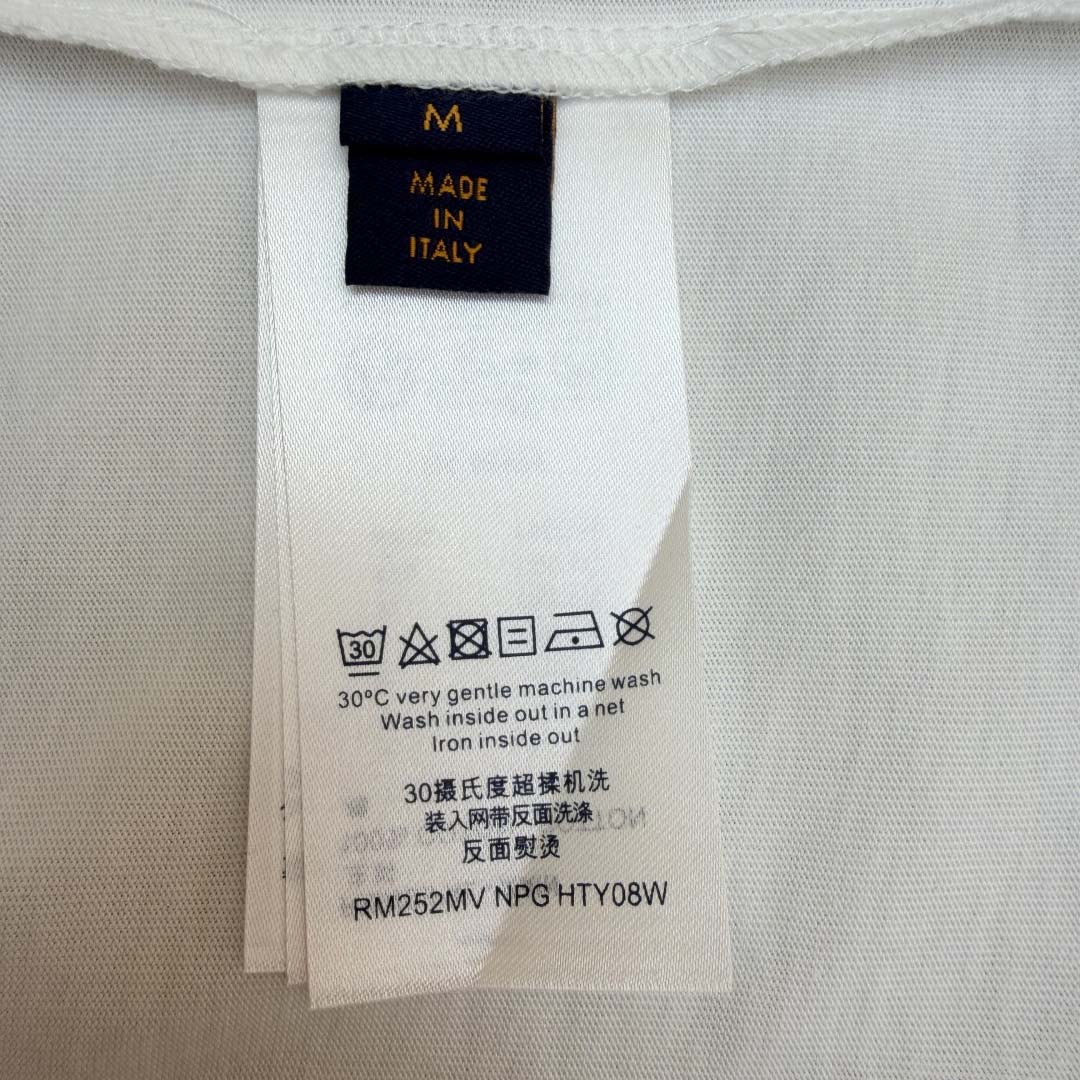 M
MADE
IN
ITALY
30
30°C very gentle machine wash
Wash inside out in a net
Iron inside out
30摄氏度超揉机洗
装入网带反面洗涤
反面熨烫
RM252MV NPG HTY08W